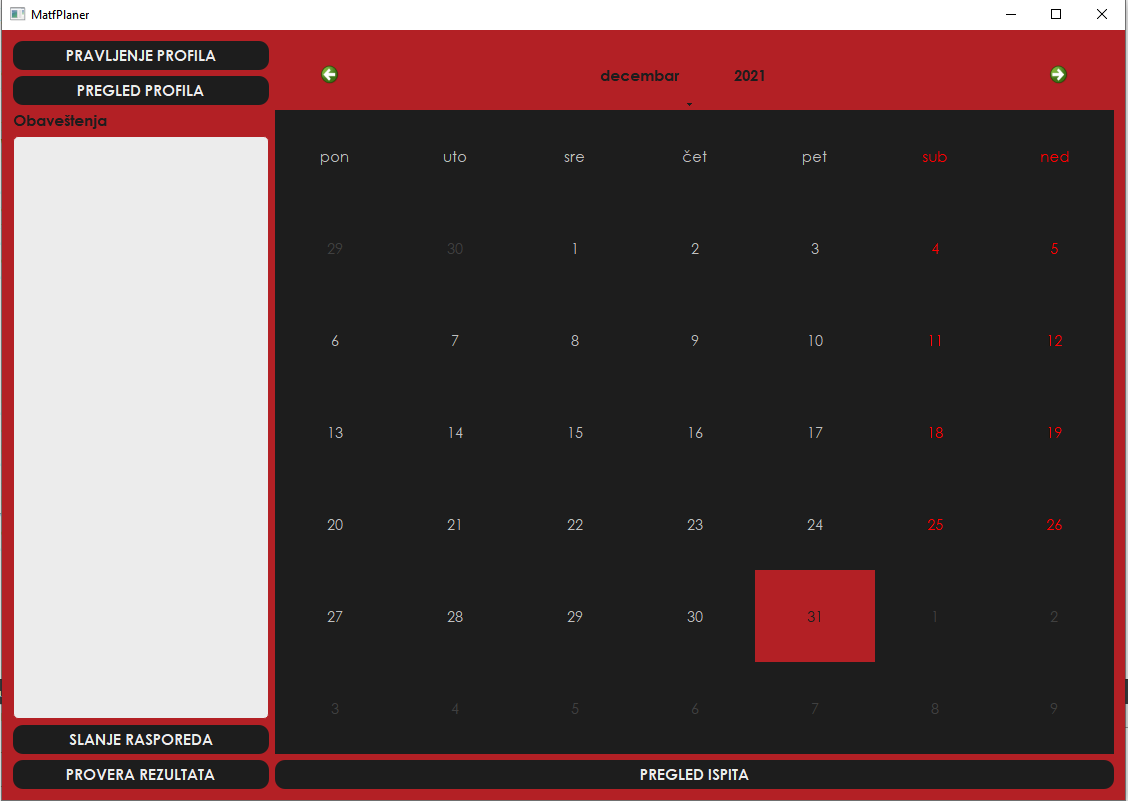 MatfPlaner
PRAVLJENJE PROFILA
PREGLED PROFILA
Obaveštenja
SLANJE RASPOREDA
PROVERA REZULTATA
decembar 2021
pon uto sre čet pet sub ned
29 30 1 2 3 4 5
6 7 8 9 10 11 12
13 14 15 16 17 18 19
20 21 22 23 24 25 26
27 28 29 30 31 1 2
3 4 5 6 7 8 9
PREGLED ISPITA